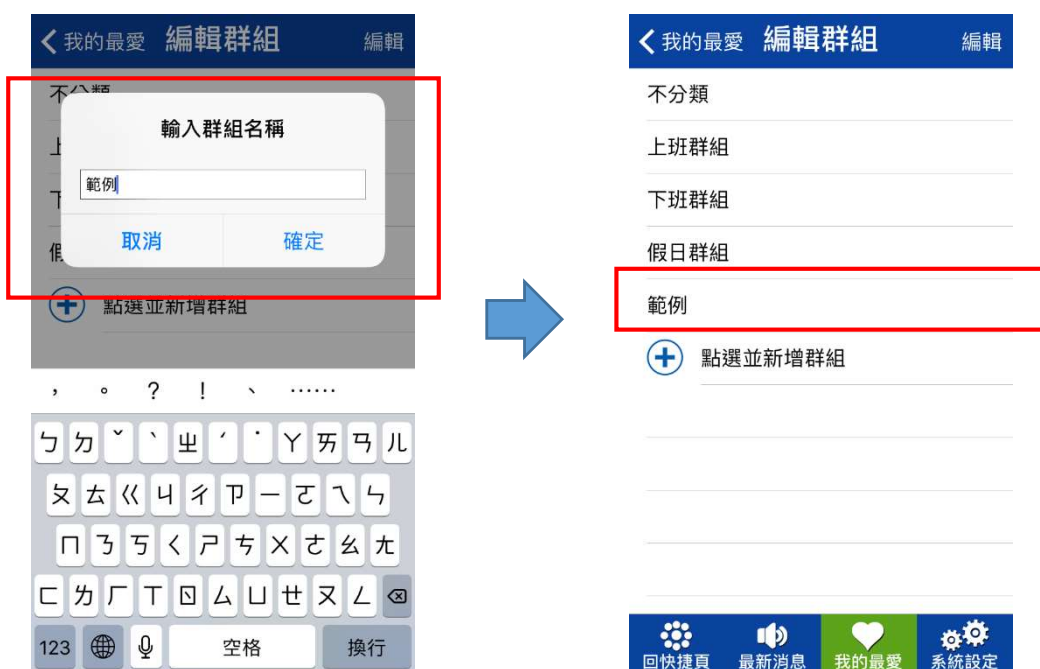 我的最愛 編輯群組 編輯
不分類
輸入群組名稱
上
範例
下
取消 確定
假
點選並新增群組
， 。 ? ! 、 ……
ㄅ ㄉ ˇ ˋ ㄓ ˊ ˙ ㄚ ㄞ ㄢ ㄦ
ㄆ ㄊ ㄍ ㄐ ㄔ ㄗ ㄧ ㄛ ㄟ ㄣ
ㄇ ㄋ ㄎ ㄑ ㄕ ㄘ ㄨ ㄜ ㄠ ㄤ
ㄈ ㄌ ㄏ ㄒ ㄖ ㄙ ㄩ ㄝ ㄡ ㄥ
123 空格 換行
我的最愛 編輯群組 編輯
不分類
上班群組
下班群組
假日群組
範例
點選並新增群組
回快捷頁 最新消息 我的最愛 系統設定